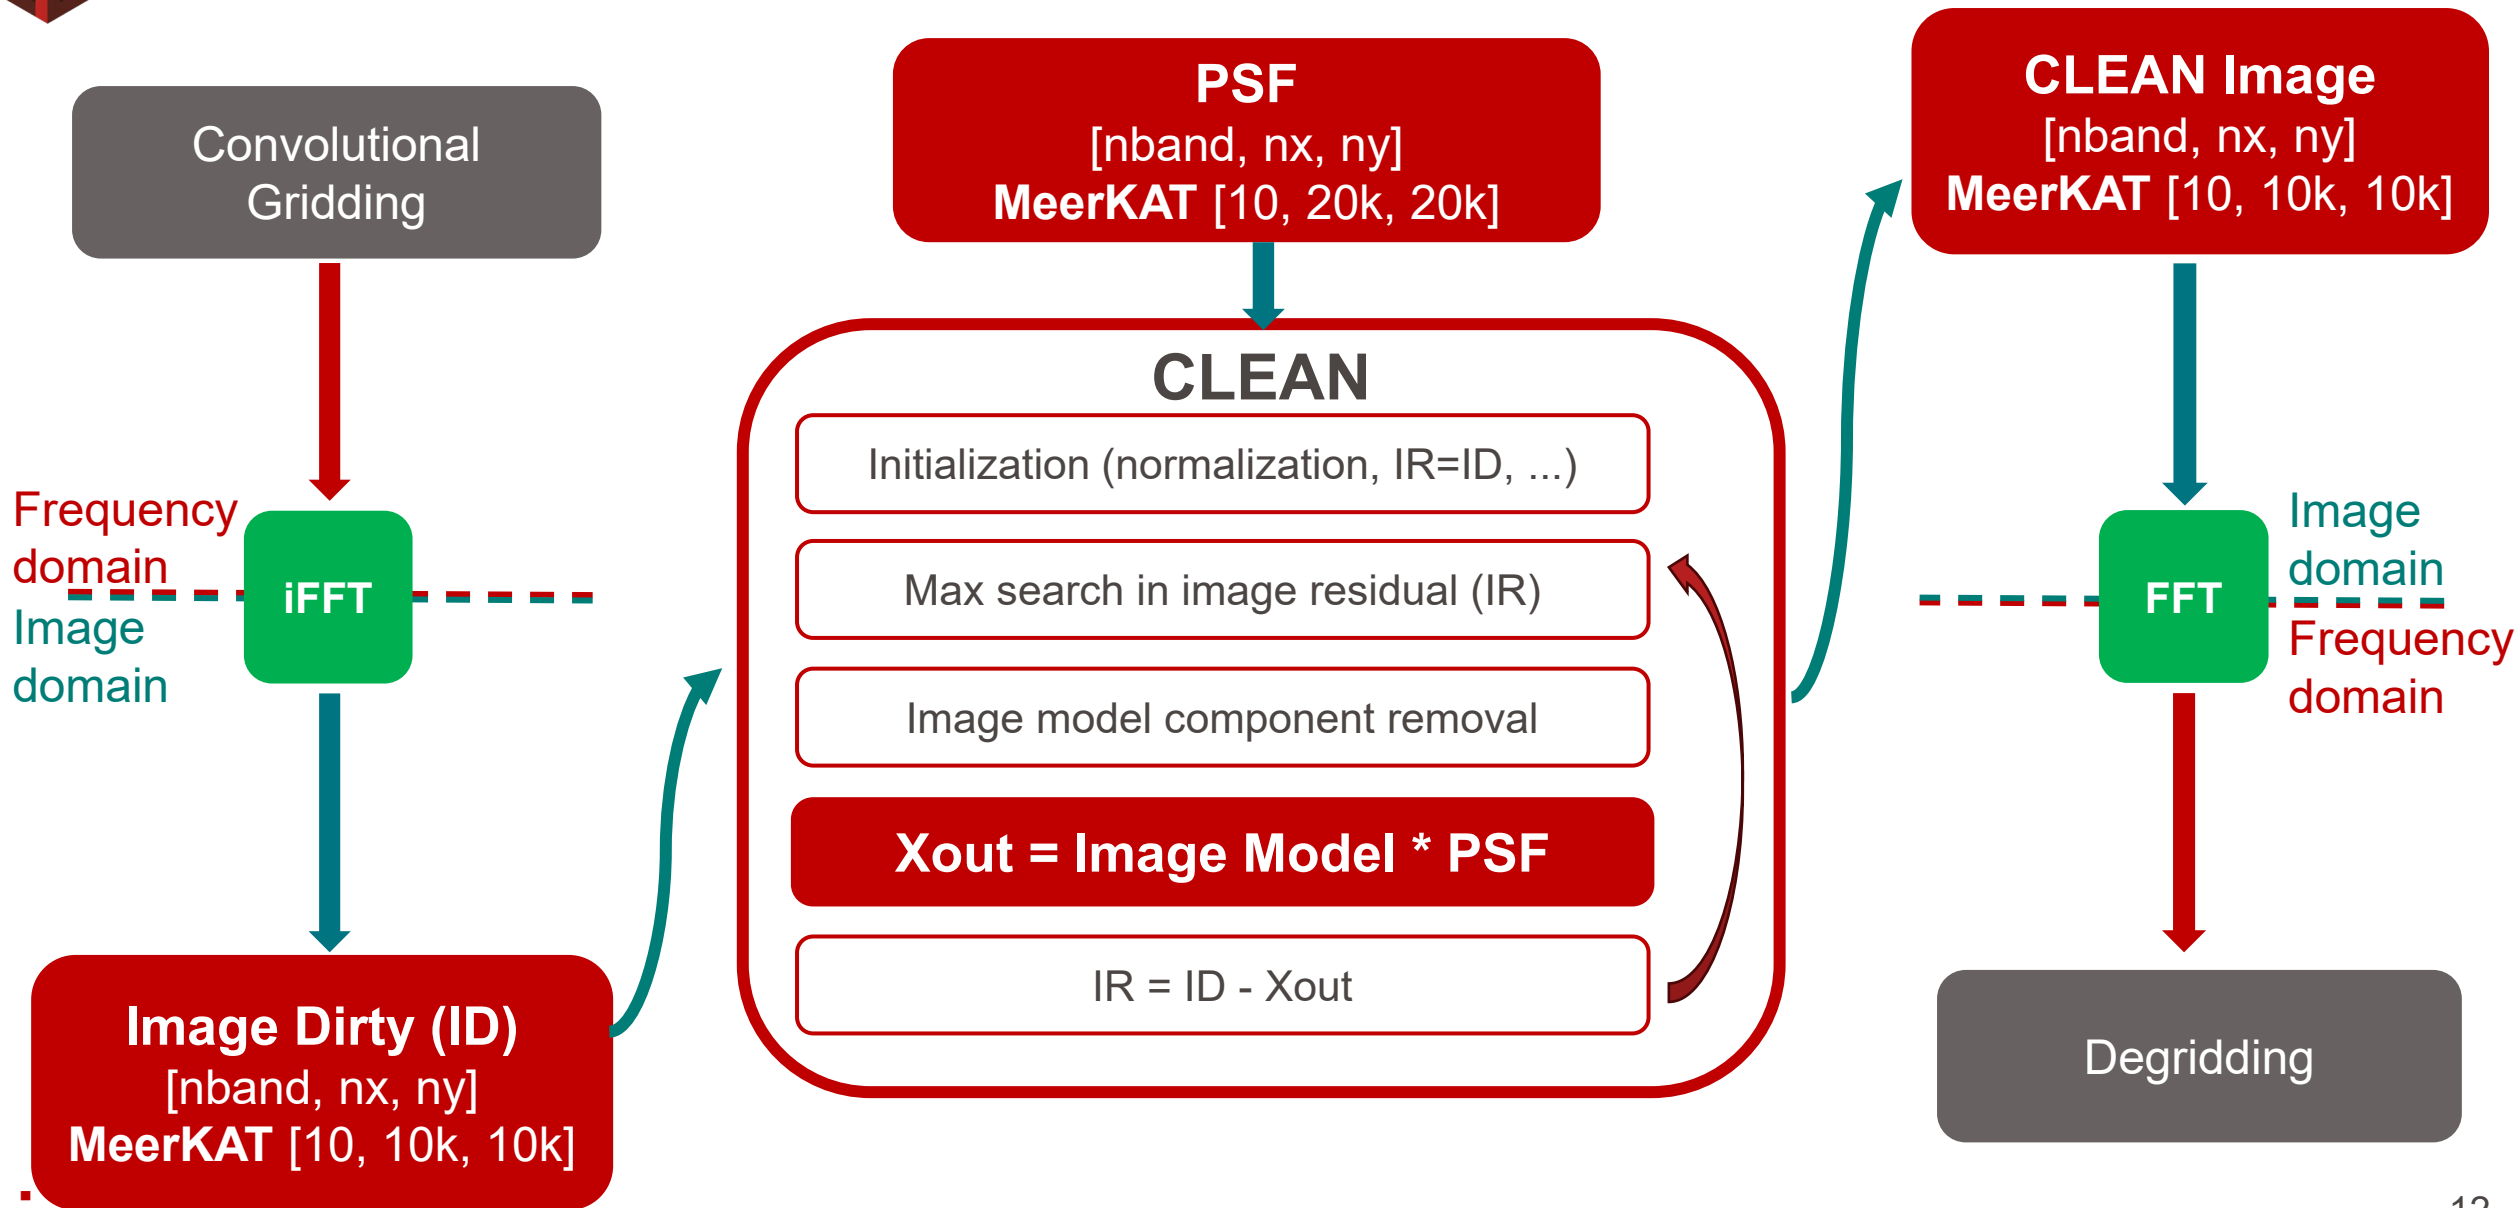 Convolutional
Gridding
Frequency
domain
iFFT
Image
domain
Image Dirty (ID)
[nband, nx, ny]
MeerKAT [10, 10k, 10k]
PSF
[nband, nx, ny]
MeerKAT [10, 20k, 20k]
CLEAN
Initialization (normalization, IR=ID, ...)
Max search in image residual (IR)
Image model component removal
Xout = Image Model * PSF
IR = ID - Xout
CLEAN Image
[nband, nx, ny]
MeerKAT [10, 10k, 10k]
Image
domain
FFT
Frequency
domain
Degridding